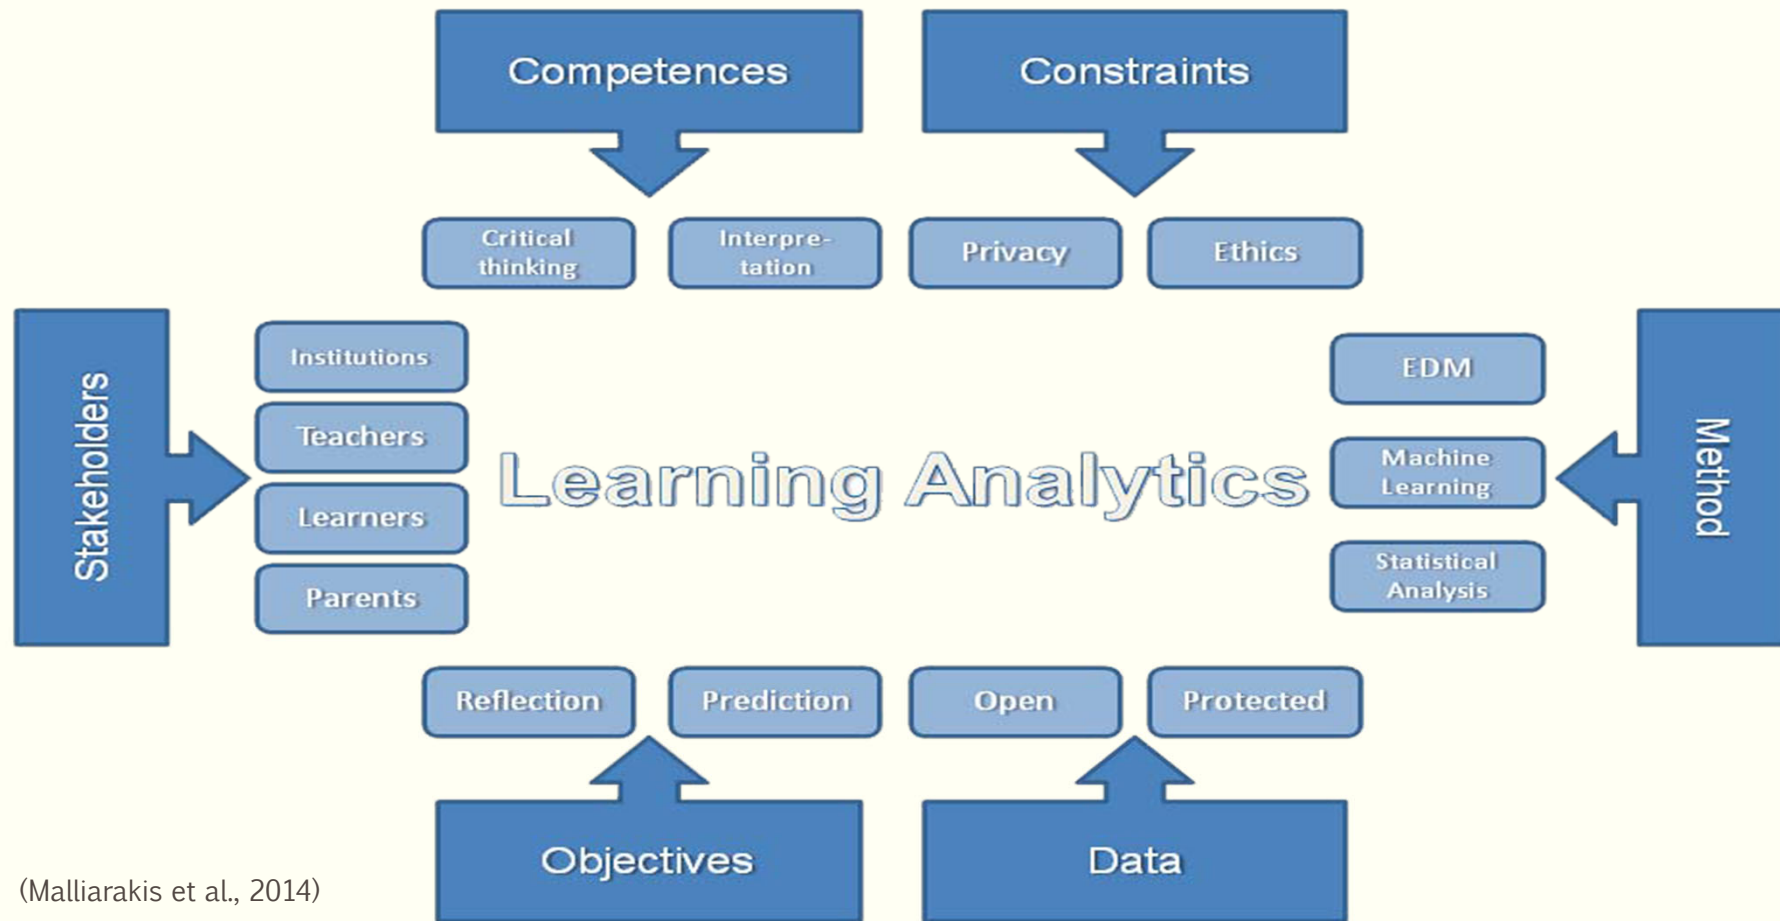 Competences
Constraints
Critical
thinking
Interpre-
tation
Privacy
Ethics
Stakeholders
Institutions
Teachers
Learners
Parents
Learning Analytics
EDM
Machine
Learning
Statistical
Analysis
Method
Reflection
Prediction
Open
Protected
Objectives
Data
(Malliarakis et al., 2014)